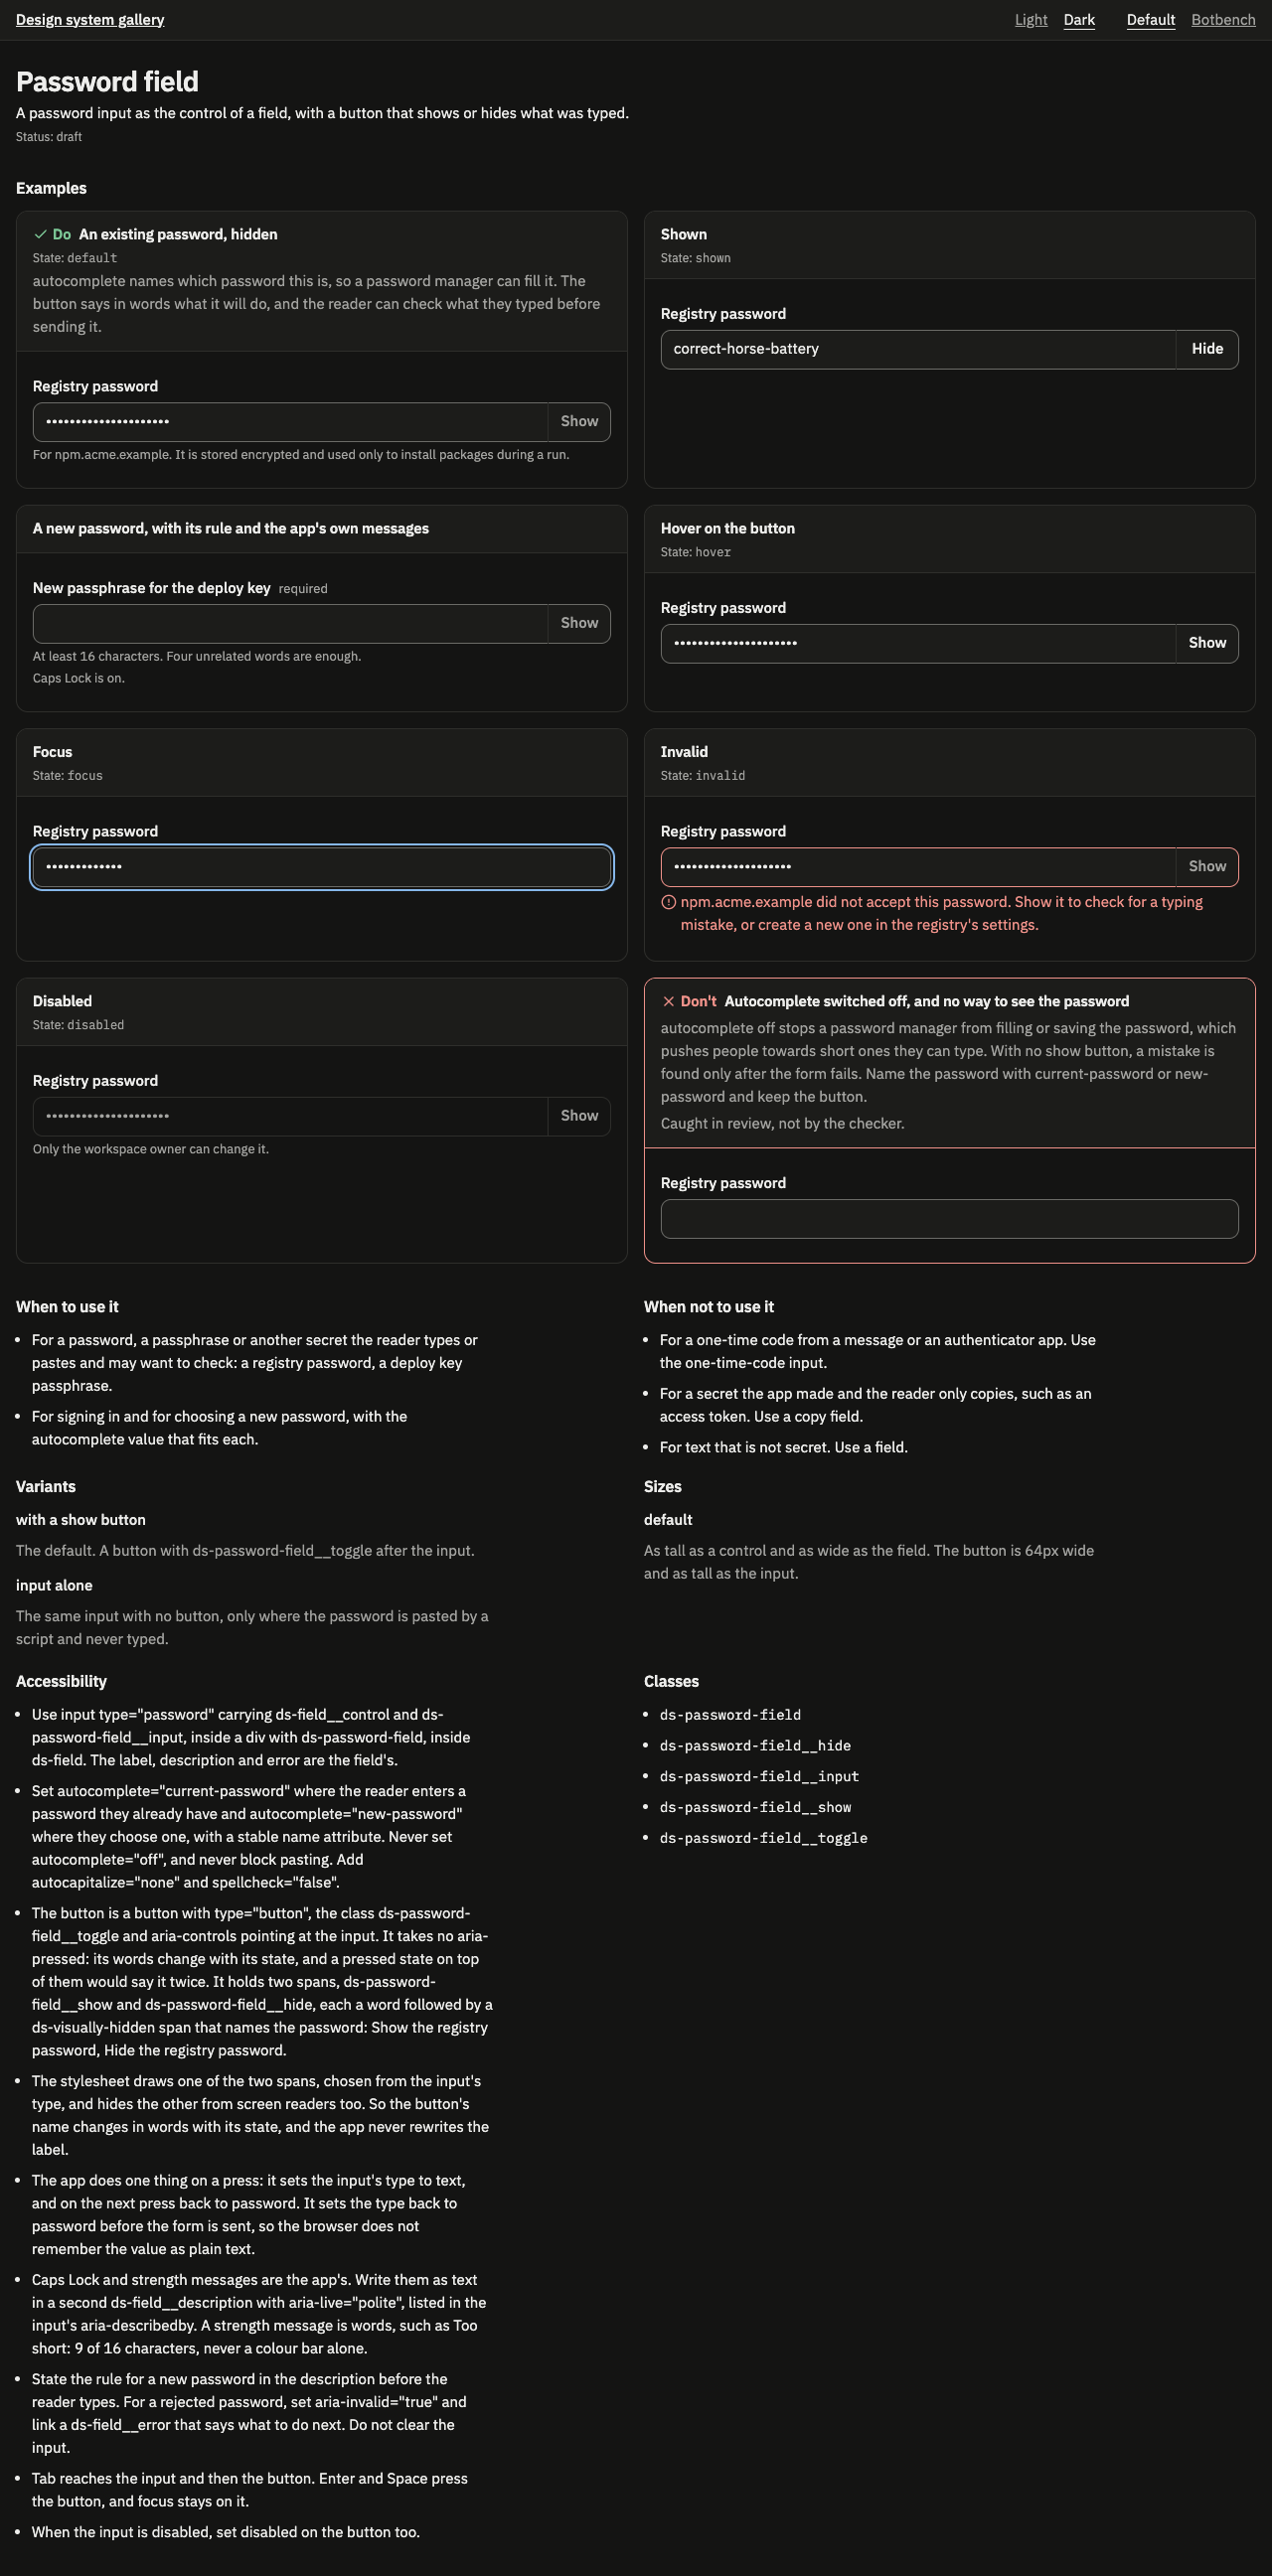 Design system gallery
Light Dark Default Botbench
Password field
A password input as the control of a field, with a button that shows or hides what was typed.
Status: draft
Examples
Do An existing password, hidden
State: default
autocomplete names which password this is, so a password manager can fill it. The
button says in words what it will do, and the reader can check what they typed before
sending it.
Registry password
•••••••••••••••••••••
Show
For npm.acme.example. It is stored encrypted and used only to install packages during a run.
Shown
State: shown
Registry password
correct-horse-battery
Hide
A new password, with its rule and the app's own messages
New passphrase for the deploy key required
Show
At least 16 characters. Four unrelated words are enough.
Caps Lock is on.
Hover on the button
State: hover
Registry password
•••••••••••••••••••••
Show
Focus
State: focus
Registry password
•••••••••••••
Invalid
State: invalid
Registry password
••••••••••••••••••••
Show
npm.acme.example did not accept this password. Show it to check for a typing
mistake, or create a new one in the registry's settings.
Disabled
State: disabled
Registry password
•••••••••••••••••••••
Show
Only the workspace owner can change it.
Don't Autocomplete switched off, and no way to see the password
autocomplete off stops a password manager from filling or saving the password, which
pushes people towards short ones they can type. With no show button, a mistake is
found only after the form fails. Name the password with current-password or new-
password and keep the button.
Caught in review, not by the checker.
Registry password
When to use it
• For a password, a passphrase or another secret the reader types or
pastes and may want to check: a registry password, a deploy key
passphrase.
• For signing in and for choosing a new password, with the
autocomplete value that fits each.
When not to use it
• For a one-time code from a message or an authenticator app. Use
the one-time-code input.
• For a secret the app made and the reader only copies, such as an
access token. Use a copy field.
• For text that is not secret. Use a field.
Variants
with a show button
The default. A button with ds-password-field__toggle after the input.
input alone
The same input with no button, only where the password is pasted by a
script and never typed.
Sizes
default
As tall as a control and as wide as the field. The button is 64px wide
and as tall as the input.
Accessibility
• Use input type="password" carrying ds-field__control and ds-
password-field__input, inside a div with ds-password-field, inside
ds-field. The label, description and error are the field's.
• Set autocomplete="current-password" where the reader enters a
password they already have and autocomplete="new-password"
where they choose one, with a stable name attribute. Never set
autocomplete="off", and never block pasting. Add
autocapitalize="none" and spellcheck="false".
• The button is a button with type="button", the class ds-password-
field__toggle and aria-controls pointing at the input. It takes no aria-
pressed: its words change with its state, and a pressed state on top
of them would say it twice. It holds two spans, ds-password-
field__show and ds-password-field__hide, each a word followed by a
ds-visually-hidden span that names the password: Show the registry
password, Hide the registry password.
• The stylesheet draws one of the two spans, chosen from the input's
type, and hides the other from screen readers too. So the button's
name changes in words with its state, and the app never rewrites the
label.
• The app does one thing on a press: it sets the input's type to text,
and on the next press back to password. It sets the type back to
password before the form is sent, so the browser does not
remember the value as plain text.
• Caps Lock and strength messages are the app's. Write them as text
in a second ds-field__description with aria-live="polite", listed in the
input's aria-describedby. A strength message is words, such as Too
short: 9 of 16 characters, never a colour bar alone.
• State the rule for a new password in the description before the
reader types. For a rejected password, set aria-invalid="true" and
link a ds-field__error that says what to do next. Do not clear the
input.
• Tab reaches the input and then the button. Enter and Space press
the button, and focus stays on it.
• When the input is disabled, set disabled on the button too.
Classes
• ds-password-field
• ds-password-field__hide
• ds-password-field__input
• ds-password-field__show
• ds-password-field__toggle